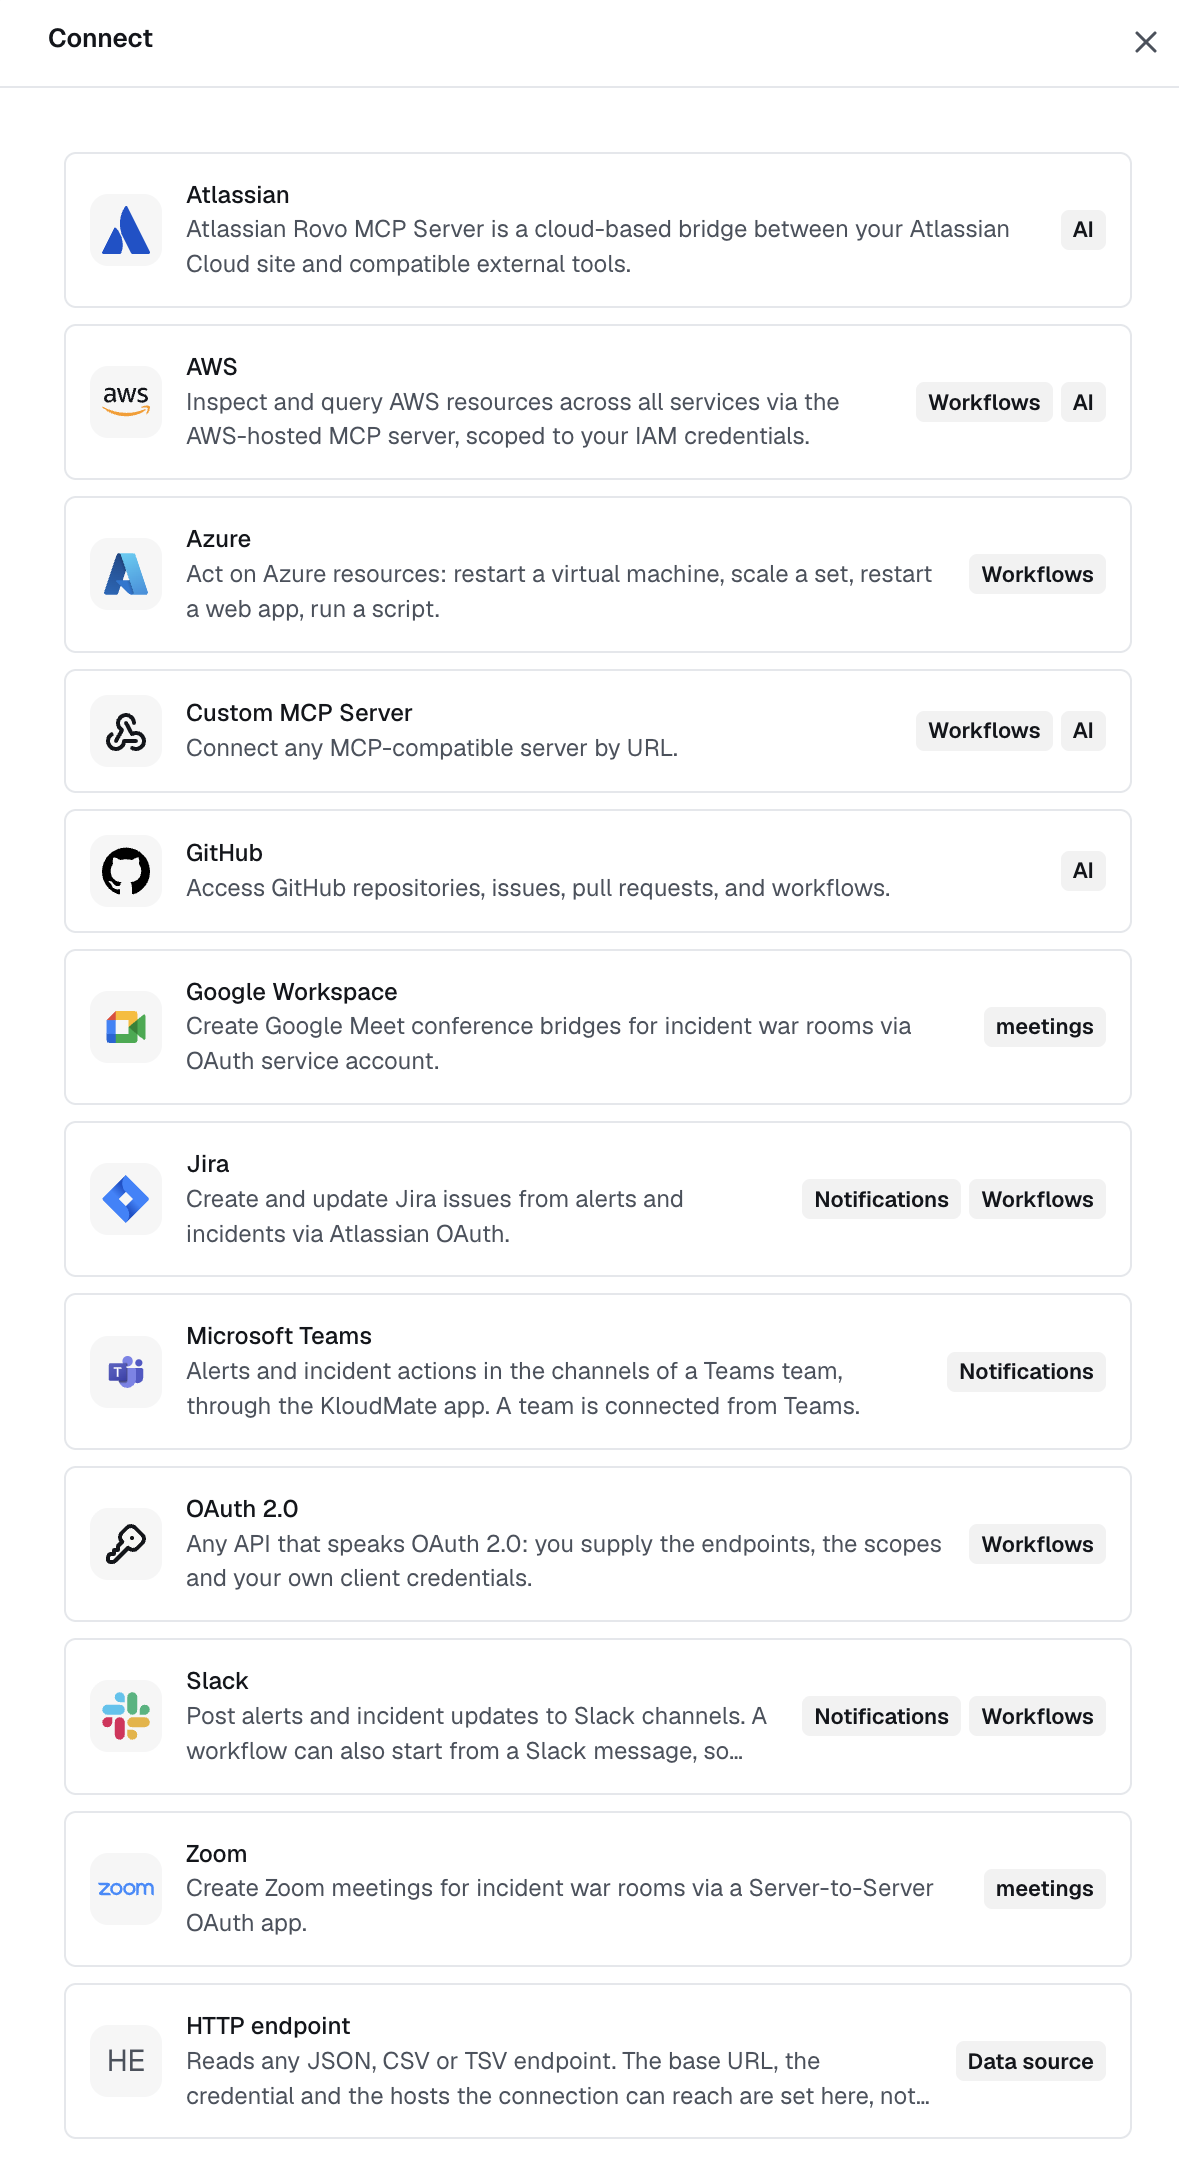 Connect
Atlassian
Atlassian Rovo MCP Server is a cloud-based bridge between your Atlassian
Cloud site and compatible external tools.
AI
aws
AWS
Inspect and query AWS resources across all services via the
AWS-hosted MCP server, scoped to your IAM credentials.
Workflows
AI
Azure
Act on Azure resources: restart a virtual machine, scale a set, restart
a web app, run a script.
Workflows
Custom MCP Server
Connect any MCP-compatible server by URL.
Workflows
AI
GitHub
Access GitHub repositories, issues, pull requests, and workflows.
AI
Google Workspace
Create Google Meet conference bridges for incident war rooms via
OAuth service account.
meetings
Jira
Create and update Jira issues from alerts and
incidents via Atlassian OAuth.
Notifications
Workflows
T
Microsoft Teams
Alerts and incident actions in the channels of a Teams team,
through the KloudMate app. A team is connected from Teams.
Notifications
OAuth 2.0
Any API that speaks OAuth 2.0: you supply the endpoints, the scopes
and your own client credentials.
Workflows
Slack
Post alerts and incident updates to Slack channels. A
workflow can also start from a Slack message, so...
Notifications
Workflows
zoom
Zoom
Create Zoom meetings for incident war rooms via a Server-to-Server
OAuth app.
meetings
HE
HTTP endpoint
Reads any JSON, CSV or TSV endpoint. The base URL, the
credential and the hosts the connection can reach are set here, not...
Data source